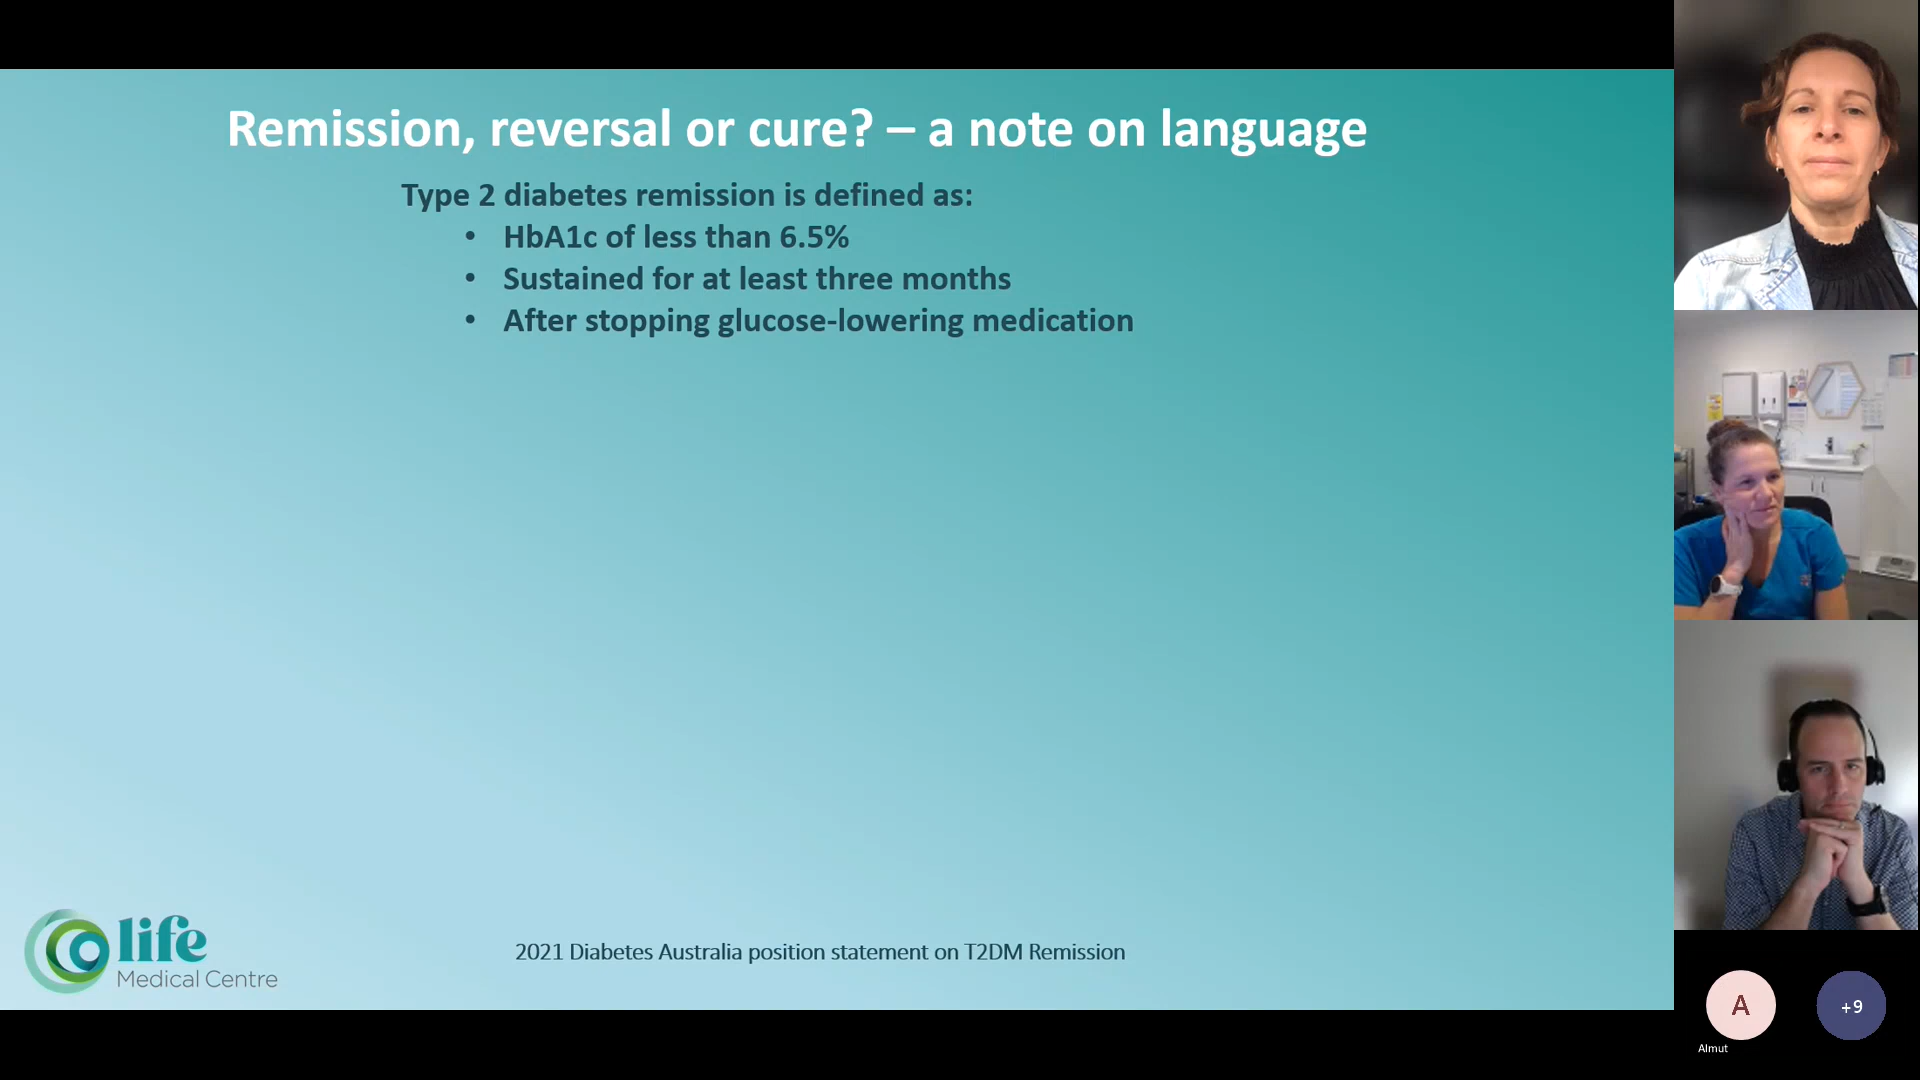 Remission, reversal or cure? – a note on language
Type 2 diabetes remission is defined as:
• HbA1c of less than 6.5%
• Sustained for at least three months
• After stopping glucose-lowering medication
life
Medical Centre
2021 Diabetes Australia position statement on T2DM Remission
A
+9
Almut